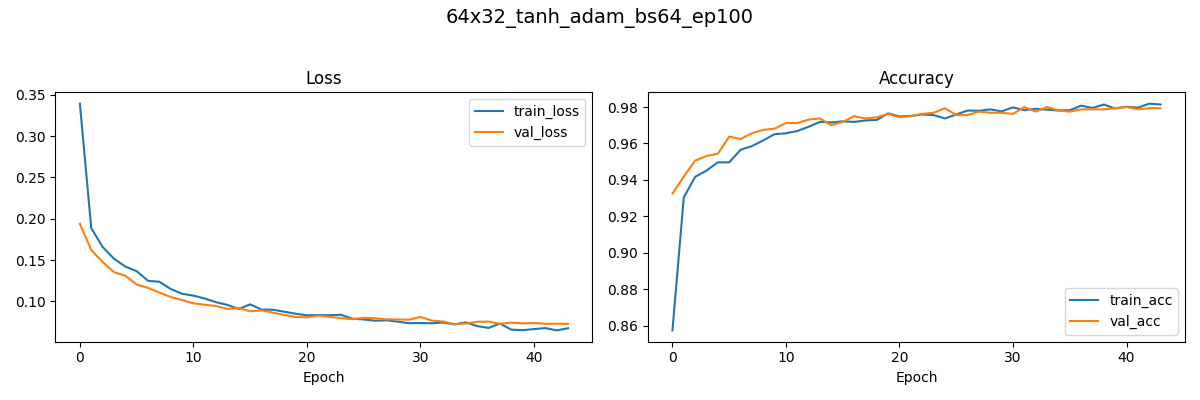 64x32_tanh_adam_bs64_ep100
Loss
0.35
0.30
0.25
0.20
0.15
0.10
0
10
20
30
40
Epoch
train_loss
val_loss
Accuracy
0.98
0.96
0.94
0.92
0.90
0.88
0.86
0
10
20
30
40
Epoch
train_acc
val_acc